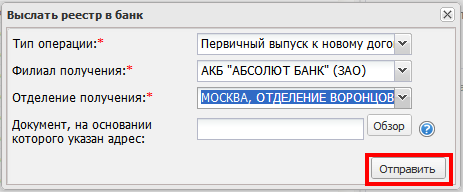 Выслать реестр в банк
Тип операции:* Первичный выпуск к новому дого
Филиал получения:* АКБ "АБСОЛЮТ БАНК" (ЗАО)
Отделение получения:* МОСКВА, ОТДЕЛЕНИЕ ВОРОНЦОВ
Документ, на основании
которого указан адрес:
Обзор
Отправить